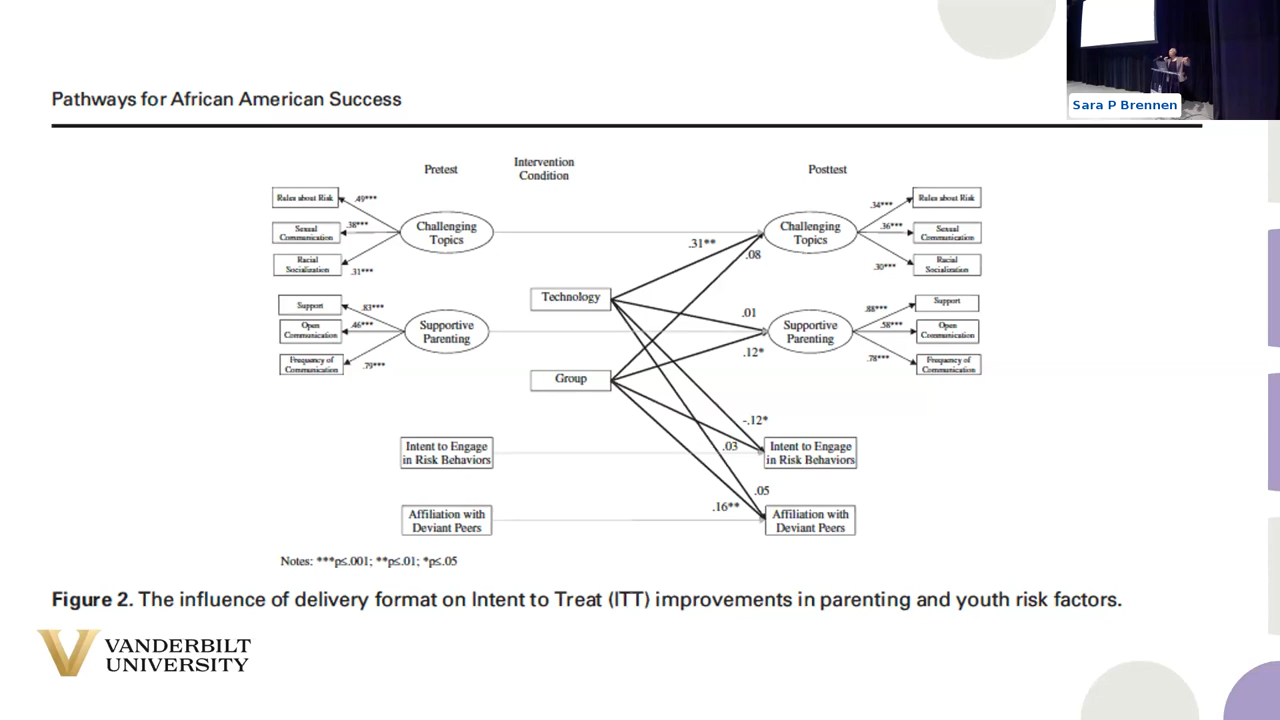 Sara P Brennen
Pathways for African American Success
Pretest
Intervention
Condition
Posttest
Rules about Risk
.49***
Sexual
Communication
.38***
Racial
Socialization
.31***
Challenging
Topics
.31**
.08
Challenging
Topics
.34***
Rules about Risk
.36***
Sexual
Communication
.30***
Racial
Socialization
Technology
Support
.83***
Open
Communication
.46***
Frequency of
Communication
.79***
Supportive
Parenting
.01
.12*
Supportive
Parenting
.88***
Support
.58***
Open
Communication
.78***
Frequency of
Communication
Group
Intent to Engage
in Risk Behaviors
-.12*
.03
Intent to Engage
in Risk Behaviors
Affiliation with
Deviant Peers
.05
.16**
Affiliation with
Deviant Peers
Notes: ***p≤.001; **p≤.01; *p≤.05
Figure 2. The influence of delivery format on Intent to Treat (ITT) improvements in parenting and youth risk factors.
VANDERBILT
UNIVERSITY